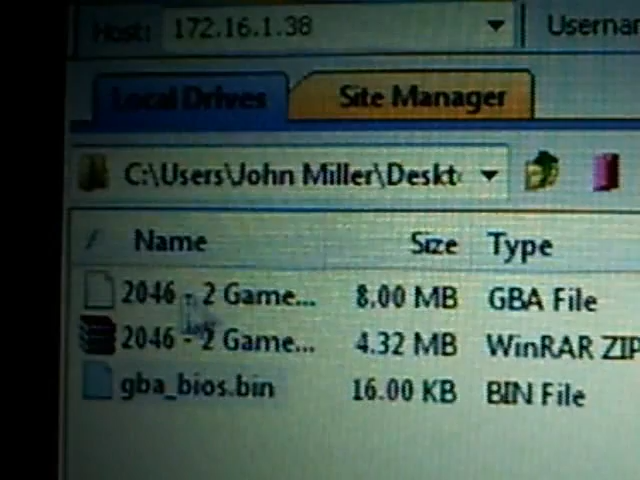 Host: 172.16.1.38 Usernam
Local Drives Site Manager
C:\Users\John Miller\Deskt
Name Size Type
2046 - 2 Game... 8.00 MB GBA File
2046 - 2 Game... 4.32 MB WinRAR ZIP
gba_bios.bin 16.00 KB BIN File